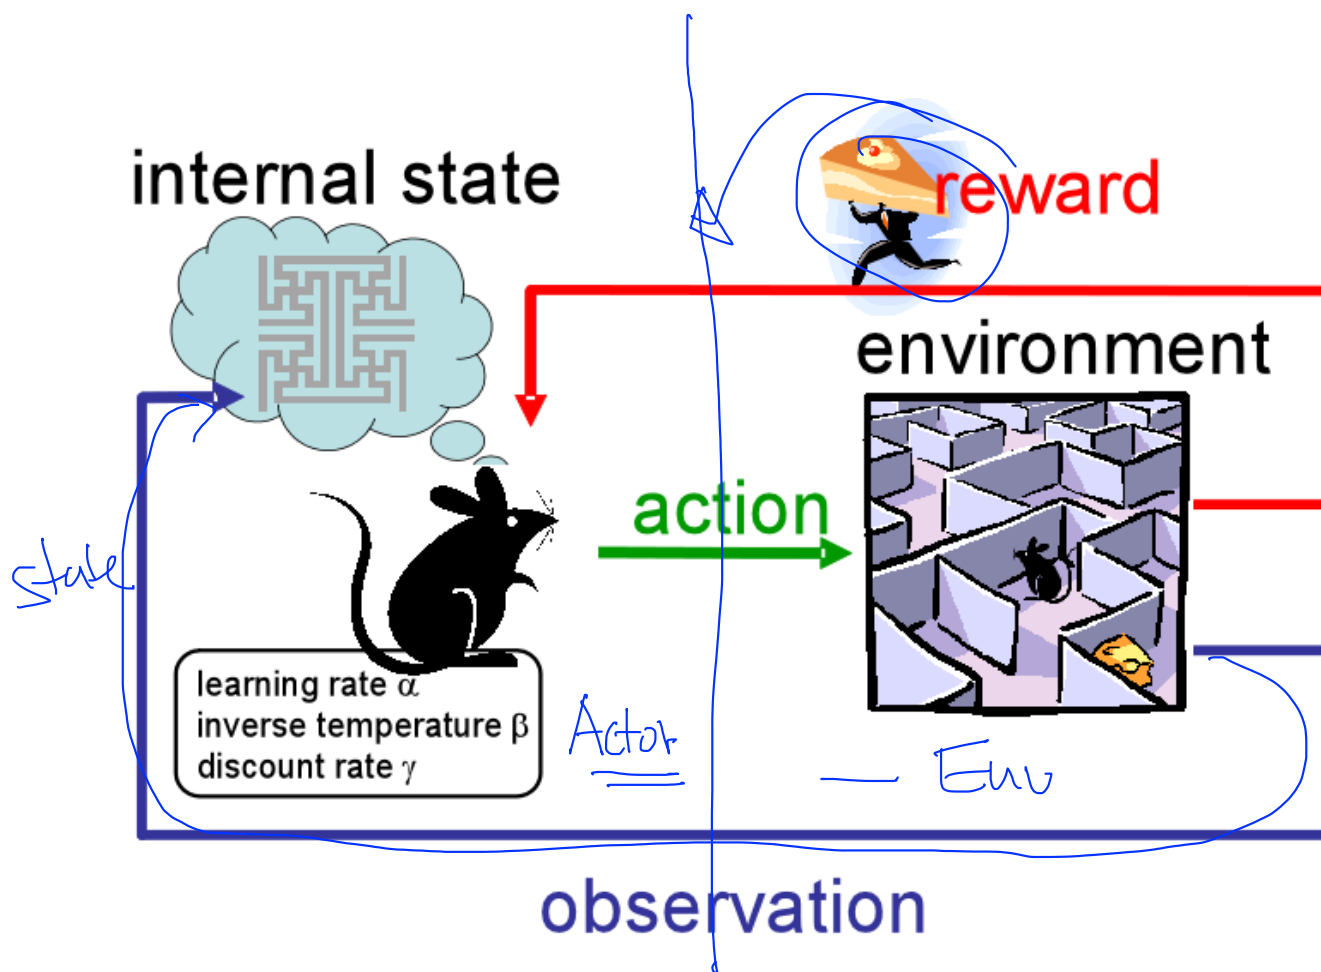 reward
internal state
environment
action
state
learning rate α
inverse temperature β
discount rate γ
Actor
— Env
observation